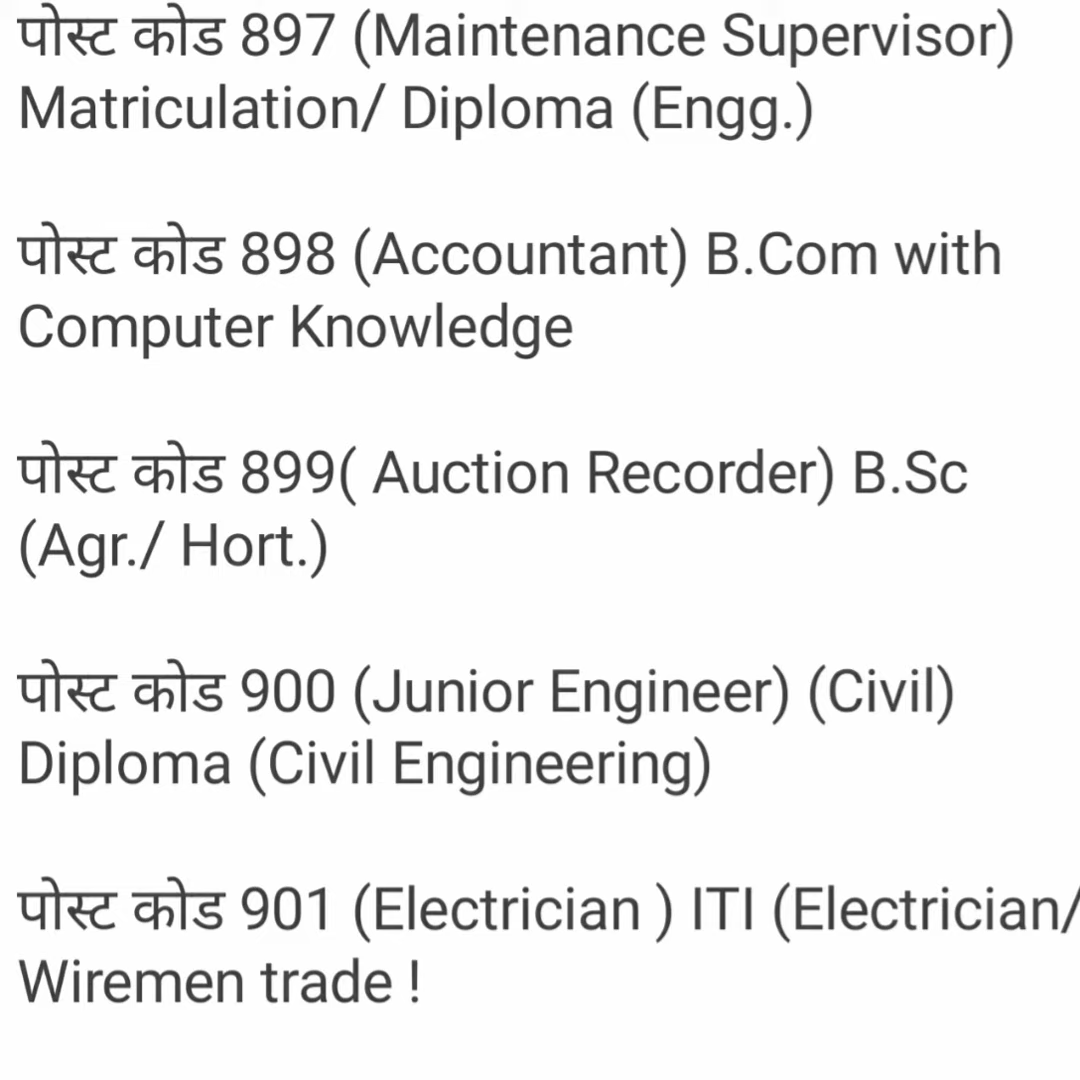 पोस्ट कोड 897 (Maintenance Supervisor)
Matriculation/ Diploma (Engg.)
पोस्ट कोड 898 (Accountant) B.Com with
Computer Knowledge
पोस्ट कोड 899( Auction Recorder) B.Sc
(Agr./ Hort.)
पोस्ट कोड 900 (Junior Engineer) (Civil)
Diploma (Civil Engineering)
पोस्ट कोड 901 (Electrician ) ITI (Electrician/
Wiremen trade !